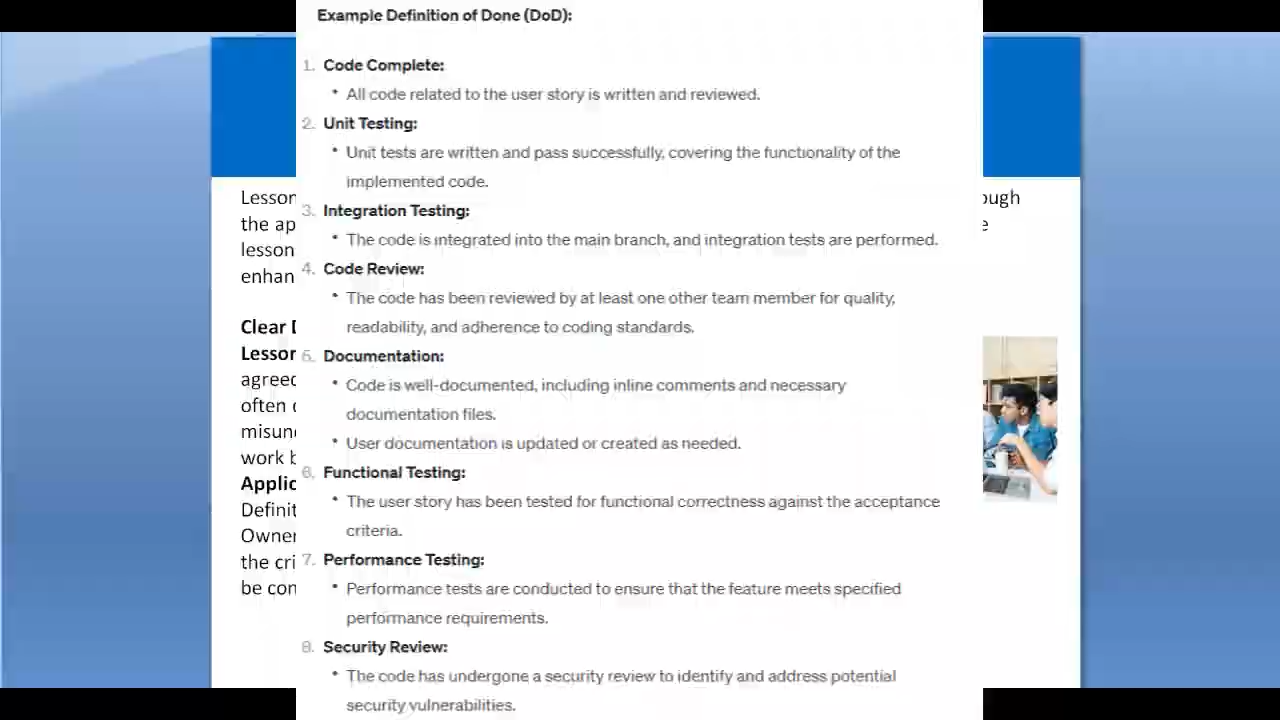 Example Definition of Done (DoD):
1. Code Complete:
• All code related to the user story is written and reviewed.
2. Unit Testing:
• Unit tests are written and pass successfully, covering the functionality of the
implemented code.
3. Integration Testing:
• The code is integrated into the main branch, and integration tests are performed.
4. Code Review:
• The code has been reviewed by at least one other team member for quality,
readability, and adherence to coding standards.
5. Documentation:
• Code is well-documented, including inline comments and necessary
documentation files.
• User documentation is updated or created as needed.
6. Functional Testing:
• The user story has been tested for functional correctness against the acceptance
criteria.
7. Performance Testing:
• Performance tests are conducted to ensure that the feature meets specified
performance requirements.
8. Security Review:
• The code has undergone a security review to identify and address potential
security vulnerabilities.
Lesson
the ap
lesson
enhan
Clear
Lesson
agreed
often
misun
work b
Applic
Definit
Owner
the cri
be con
ough